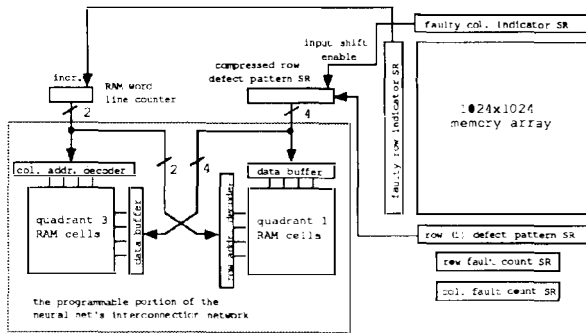 faulty col. indicator SR
input shift
enable
compressed row
defect pattern SR
incr.
RAM word
line counter
2
4
faulty row indicator SR
1024x1024
memory array
col. addr. decoder
2
4
data buffer
quadrant 3
RAM cells
data buffer
row addr. decoder
quadrant 1
RAM cells
row (i) defect pattern SR
row fault count SR
col. fault count SR
the programmable portion of the
neural net's interconnection network